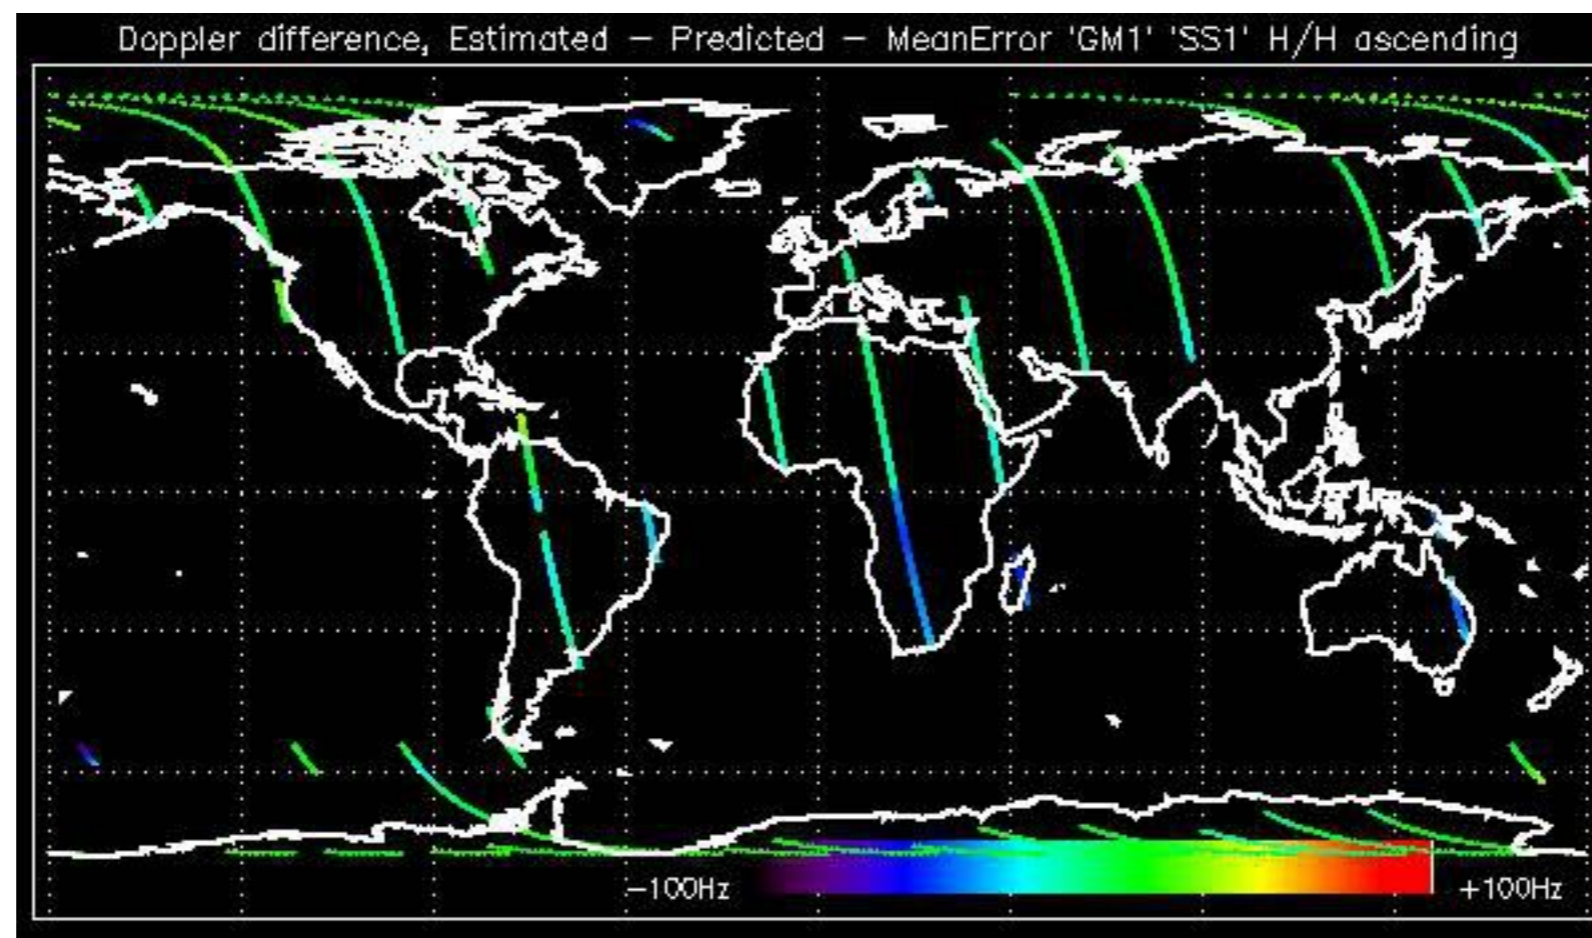 Doppler difference, Estimated − Predicted − MeanError 'GM1' 'SS1' H/H ascending
−100Hz
+100Hz